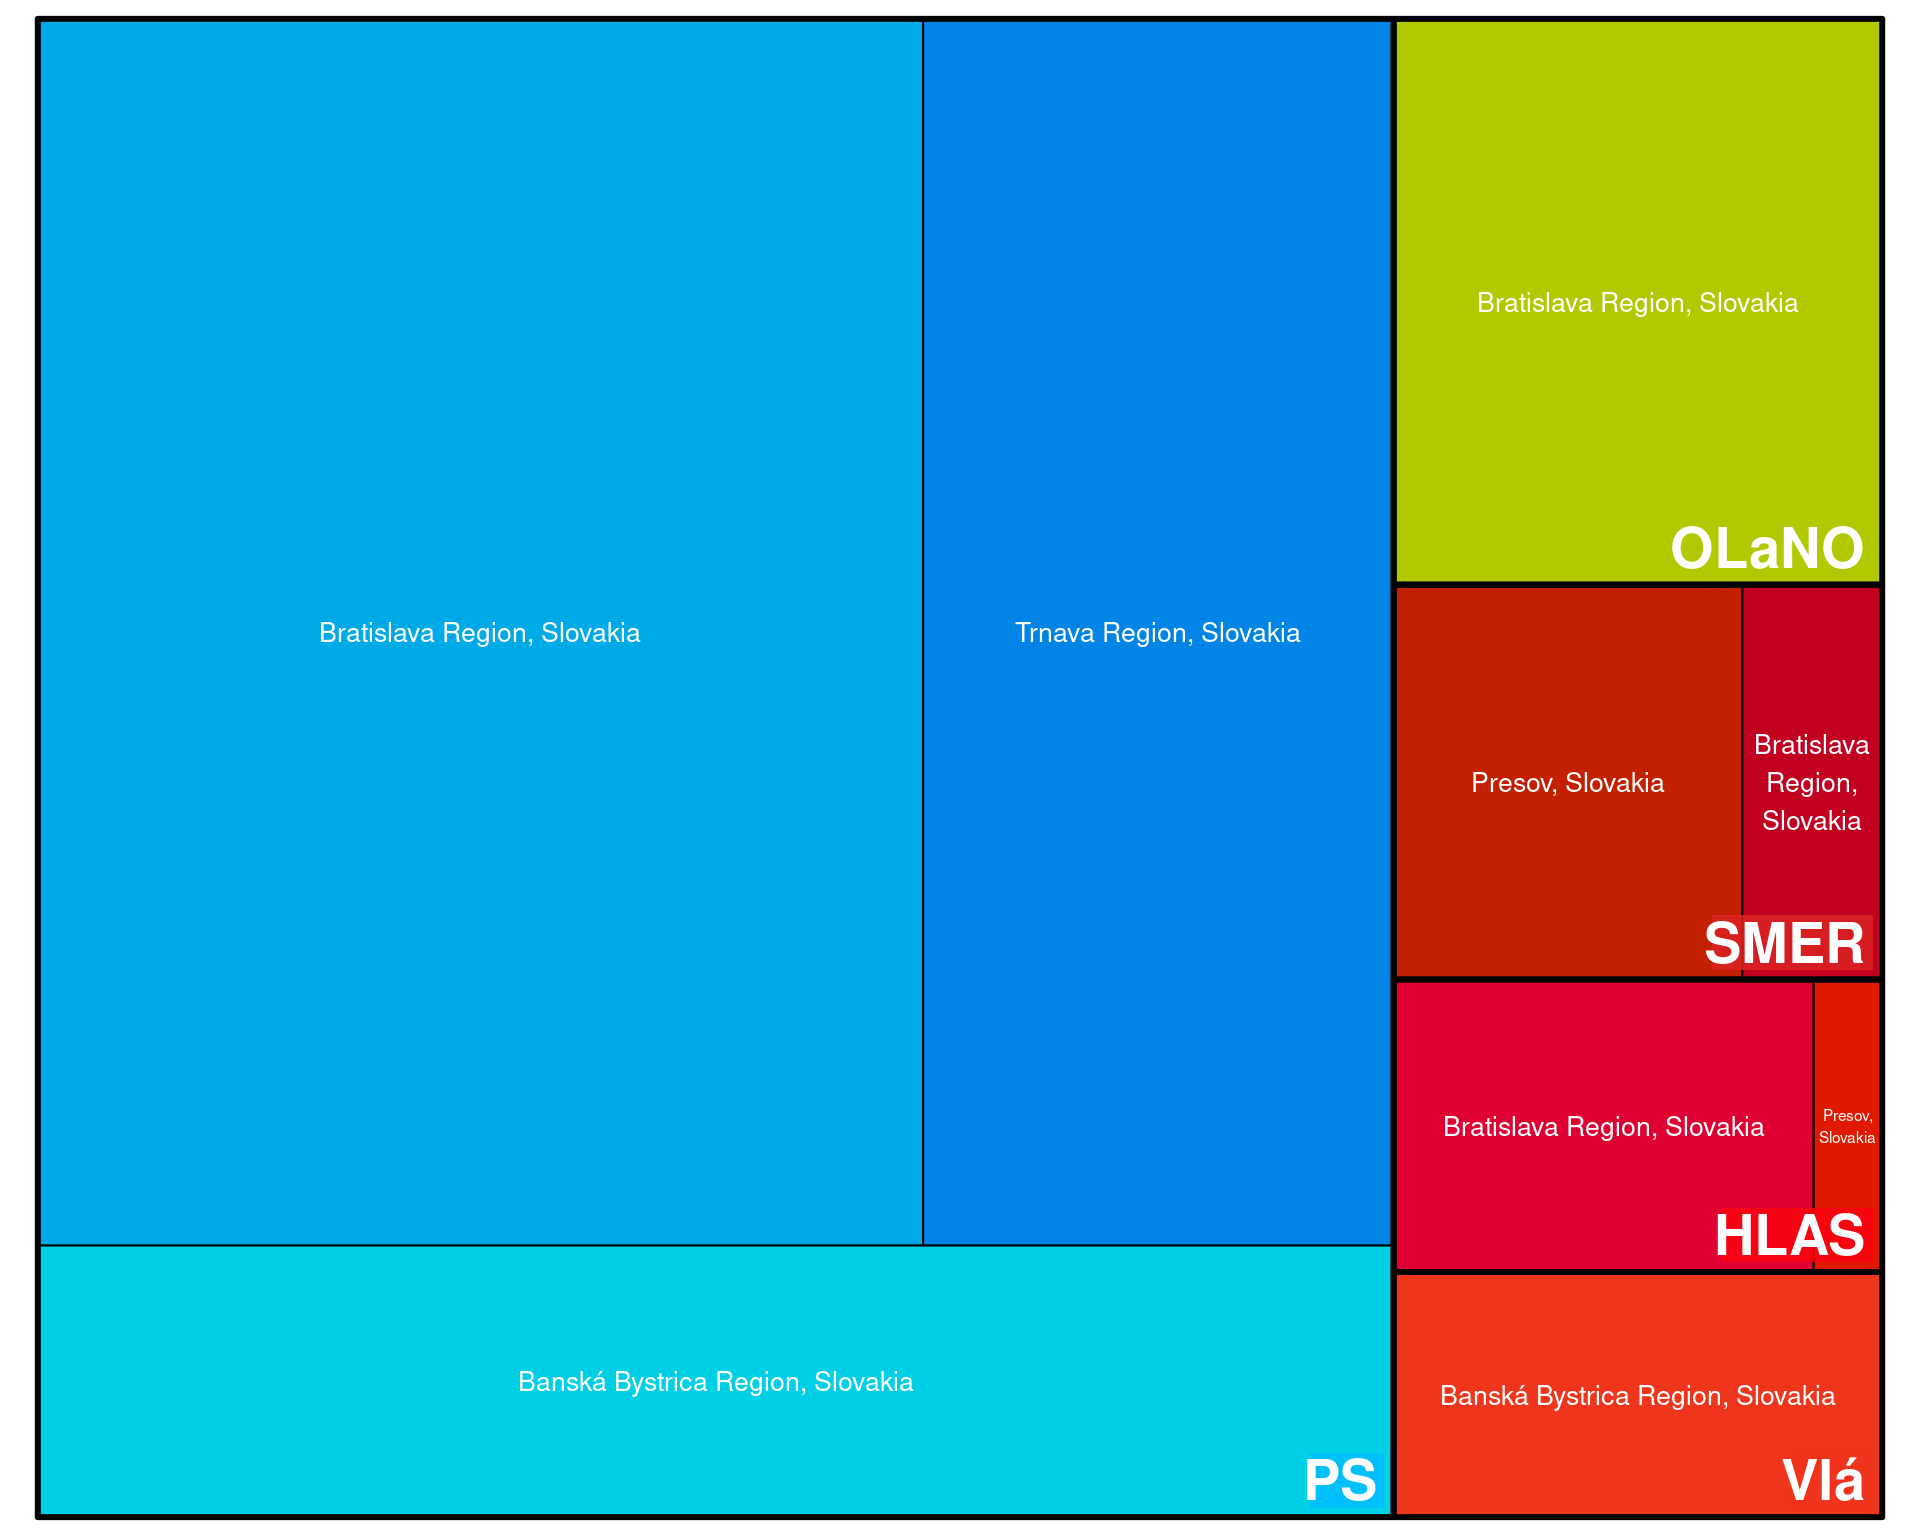 Bratislava Region, Slovakia
Trnava Region, Slovakia
Banská Bystrica Region, Slovakia
PS
Bratislava Region, Slovakia
OLaNO
Presov, Slovakia
Bratislava
Region,
Slovakia
SMER
Bratislava Region, Slovakia
Presov,
Slovakia
HLAS
Banská Bystrica Region, Slovakia
Vlá